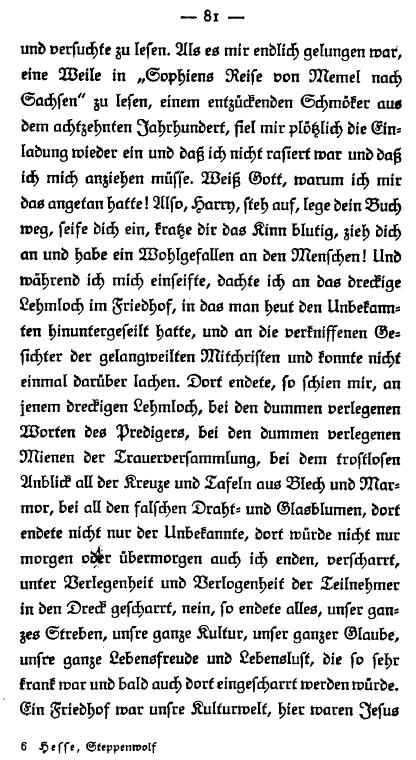 — 81 —
und versuchte zu lesen. Als es mir endlich gelungen war,
eine Weile in „Sophiens Reise von Memel nach
Sachsen“ zu lesen, einem entzückenden Schmöker aus
dem achtzehnten Jahrhundert, fiel mir plötzlich die Ein-
ladung wieder ein und daß ich nicht rasiert war und daß
ich mich anziehen müsse. Weiß Gott, warum ich mir
das angetan hatte! Also, Harry, steh auf, lege dein Buch
weg, seife dich ein, kratze dir das Kinn blutig, zieh dich
an und habe ein Wohlgefallen an den Menschen! Und
während ich mich einseifte, dachte ich an das dreckige
Lehmloch im Friedhof, in das man heut den Unbekann-
ten hinuntergeseilt hatte, und an die verkniffenen Ge-
sichter der gelangweilten Mitchristen und konnte nicht
einmal darüber lachen. Dort endete, so schien mir, an
jenem dreckigen Lehmloch, bei den dummen verlegenen
Worten des Predigers, bei den dummen verlegenen
Mienen der Trauerversammlung, bei dem trostlosen
Anblick all der Kreuze und Tafeln aus Blech und Mar-
mor, bei all den falschen Draht- und Glasblumen, dort
endete nicht nur der Unbekannte, dort würde nicht nur
morgen oder übermorgen auch ich enden, verscharrt,
unter Verlegenheit und Verlogenheit der Teilnehmer
in den Dreck gescharrt, nein, so endete alles, unser gan-
zes Streben, unsre ganze Kultur, unser ganzer Glaube,
unsre ganze Lebensfreude und Lebenslust, die so sehr
krank war und bald auch dort eingescharrt werden würde.
Ein Friedhof war unsre Kulturwelt, hier waren Jesus
6 Hesse, Steppenwolf